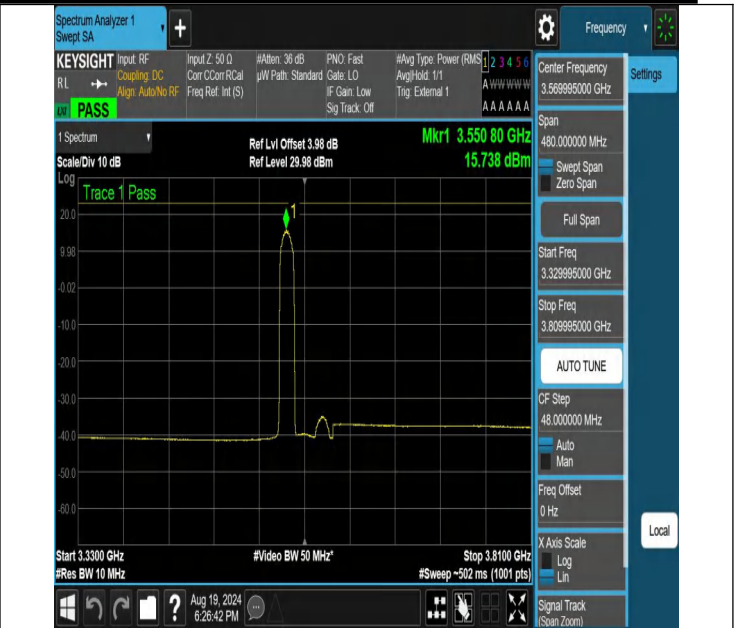 Spectrum Analyzer 1
Swept SA
+
Frequency
KEYSIGHT
Input: RF
Input Z: 50 Ω
#Atten: 36 dB
PNO: Fast
#Avg Type: Power (RMS
1 2 3 4 5 6
RL
Coupling: DC
Corr CCorr RCal
µW Path: Standard
Gate: LO
Avg|Hold: 1/1
A W W W W W
Align: Auto/No RF
Freq Ref: Int (S)
IF Gain: Low
Trig: External 1
PASS
Sig Track: Off
A A A A A A
Center Frequency
3.569995000 GHz
Settings
Span
480.000000 MHz
Swept Span
Zero Span
Full Span
Start Freq
3.329995000 GHz
Stop Freq
3.809995000 GHz
AUTO TUNE
CF Step
48.000000 MHz
Auto
Man
Freq Offset
0 Hz
X Axis Scale
Log
Lin
Signal Track
(Span Zoom)
Local
1 Spectrum
Scale/Div 10 dB
Ref Lvl Offset 3.98 dB
Ref Level 29.98 dBm
Mkr1 3.550 80 GHz
15.738 dBm
Log
Trace 1 Pass
1
20.0
9.98
-0.02
-10.0
-20.0
-30.0
-40.0
-50.0
-60.0
Start 3.3300 GHz
#Video BW 50 MHz*
Stop 3.8100 GHz
#Res BW 10 MHz
#Sweep ~502 ms (1001 pts)
?
Aug 19, 2024
6:26:42 PM